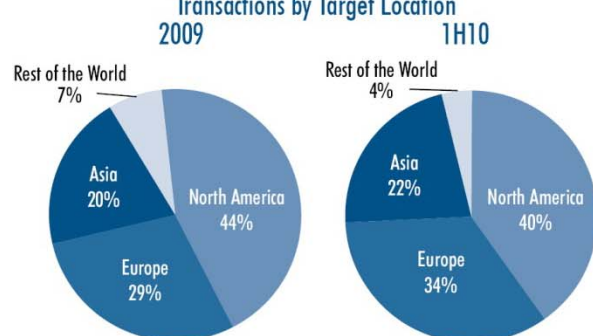 Transactions by Target Location
2009
1H10
Rest of the World
7%
Asia
20%
North America
44%
Europe
29%
Rest of the World
4%
Asia
22%
North America
40%
Europe
34%